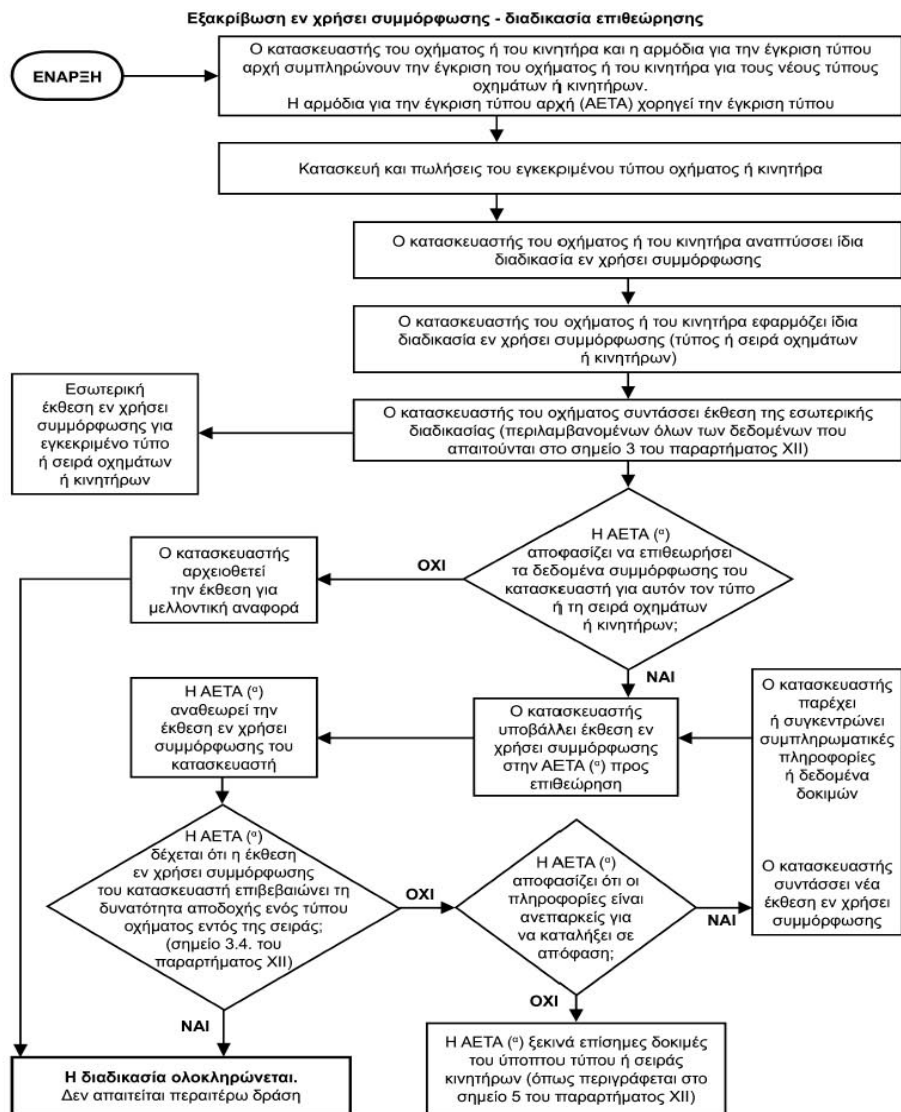 Εξακρίβωση εν χρήσει συμμόρφωσης - διαδικασία επιθεώρησης
ΕΝΑΡΞΗ
Ο κατασκευαστής του οχήματος ή του κινητήρα και η αρμόδια για την έγκριση τύπου
αρχή συμπληρώνουν την έγκριση του οχήματος ή του κινητήρα για τους νέους τύπους
οχημάτων ή κινητήρων.
Η αρμόδια για την έγκριση τύπου αρχή (ΑΕΤΑ) χορηγεί την έγκριση τύπου
Κατασκευή και πωλήσεις του εγκεκριμένου τύπου οχήματος ή κινητήρα
Ο κατασκευαστής του οχήματος ή του κινητήρα αναπτύσσει ίδια
διαδικασία εν χρήσει συμμόρφωσης
Ο κατασκευαστής του οχήματος ή του κινητήρα εφαρμόζει ίδια
διαδικασία εν χρήσει συμμόρφωσης (τύπος ή σειρά οχημάτων
ή κινητήρων)
Εσωτερική
έκθεση εν χρήσει
συμμόρφωσης για
εγκεκριμένο τύπο
ή σειρά οχημάτων
ή κινητήρων
Ο κατασκευαστής του οχήματος συντάσσει έκθεση της εσωτερικής
διαδικασίας (περιλαμβανομένων όλων των δεδομένων που
απαιτούνται στο σημείο 3 του παραρτήματος XII)
Η ΑΕΤΑ (α)
αποφασίζει να επιθεωρήσει
τα δεδομένα συμμόρφωσης του
κατασκευαστή για αυτόν τον τύπο
ή τη σειρά οχημάτων
ή κινητήρων;
ΟΧΙ
Ο κατασκευαστής
αρχειοθετεί
την έκθεση για
μελλοντική αναφορά
ΝΑΙ
Ο κατασκευαστής
υποβάλλει έκθεση εν
χρήσει συμμόρφωσης
στην ΑΕΤΑ (α) προς
επιθεώρηση
Ο κατασκευαστής
παρέχει
ή συγκεντρώνει
συμπληρωματικές
πληροφορίες
ή δεδομένα
δοκιμών
Ο κατασκευαστής
συντάσσει νέα
έκθεση εν χρήσει
συμμόρφωσης
Η ΑΕΤΑ (α)
αναθεωρεί την
έκθεση εν χρήσει
συμμόρφωσης του
κατασκευαστή
Η ΑΕΤΑ (α)
δέχεται ότι η έκθεση
εν χρήσει συμμόρφωσης
του κατασκευαστή επιβεβαιώνει τη
δυνατότητα αποδοχής ενός τύπου
οχήματος εντός της σειράς;
(σημείο 3.4. του
παραρτήματος XII)
ΟΧΙ
Η ΑΕΤΑ (α)
αποφασίζει ότι οι
πληροφορίες είναι
ανεπαρκείς για
να καταλήξει σε
απόφαση;
ΝΑΙ
ΟΧΙ
ΝΑΙ
Η διαδικασία ολοκληρώνεται.
Δεν απαιτείται περαιτέρω δράση
Η ΑΕΤΑ (α) ξεκινά επίσημες δοκιμές
του ύποπτου τύπου ή σειράς
κινητήρων (όπως περιγράφεται στο
σημείο 5 του παραρτήματος XII)